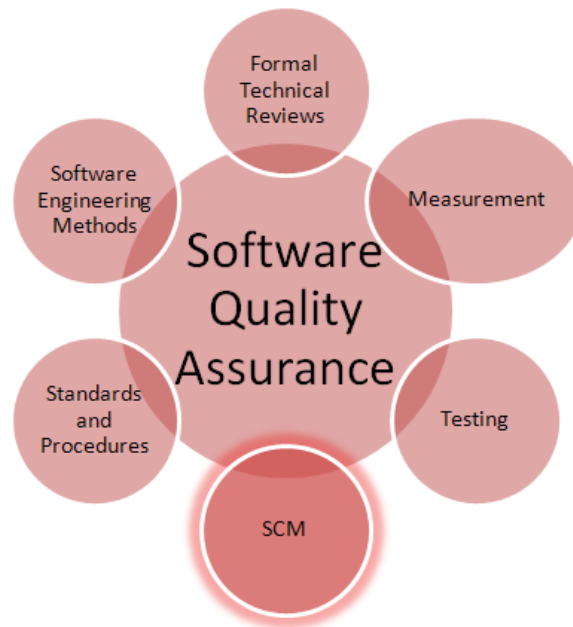 Formal
Technical
Reviews
Software
Engineering
Methods
Measurement
Software
Quality
Assurance
Standards
and
Procedures
Testing
SCM